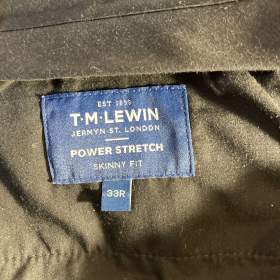 EST 1898
T·M·LEWIN
JERMYN ST. LONDON
POWER STRETCH
SKINNY FIT
33R